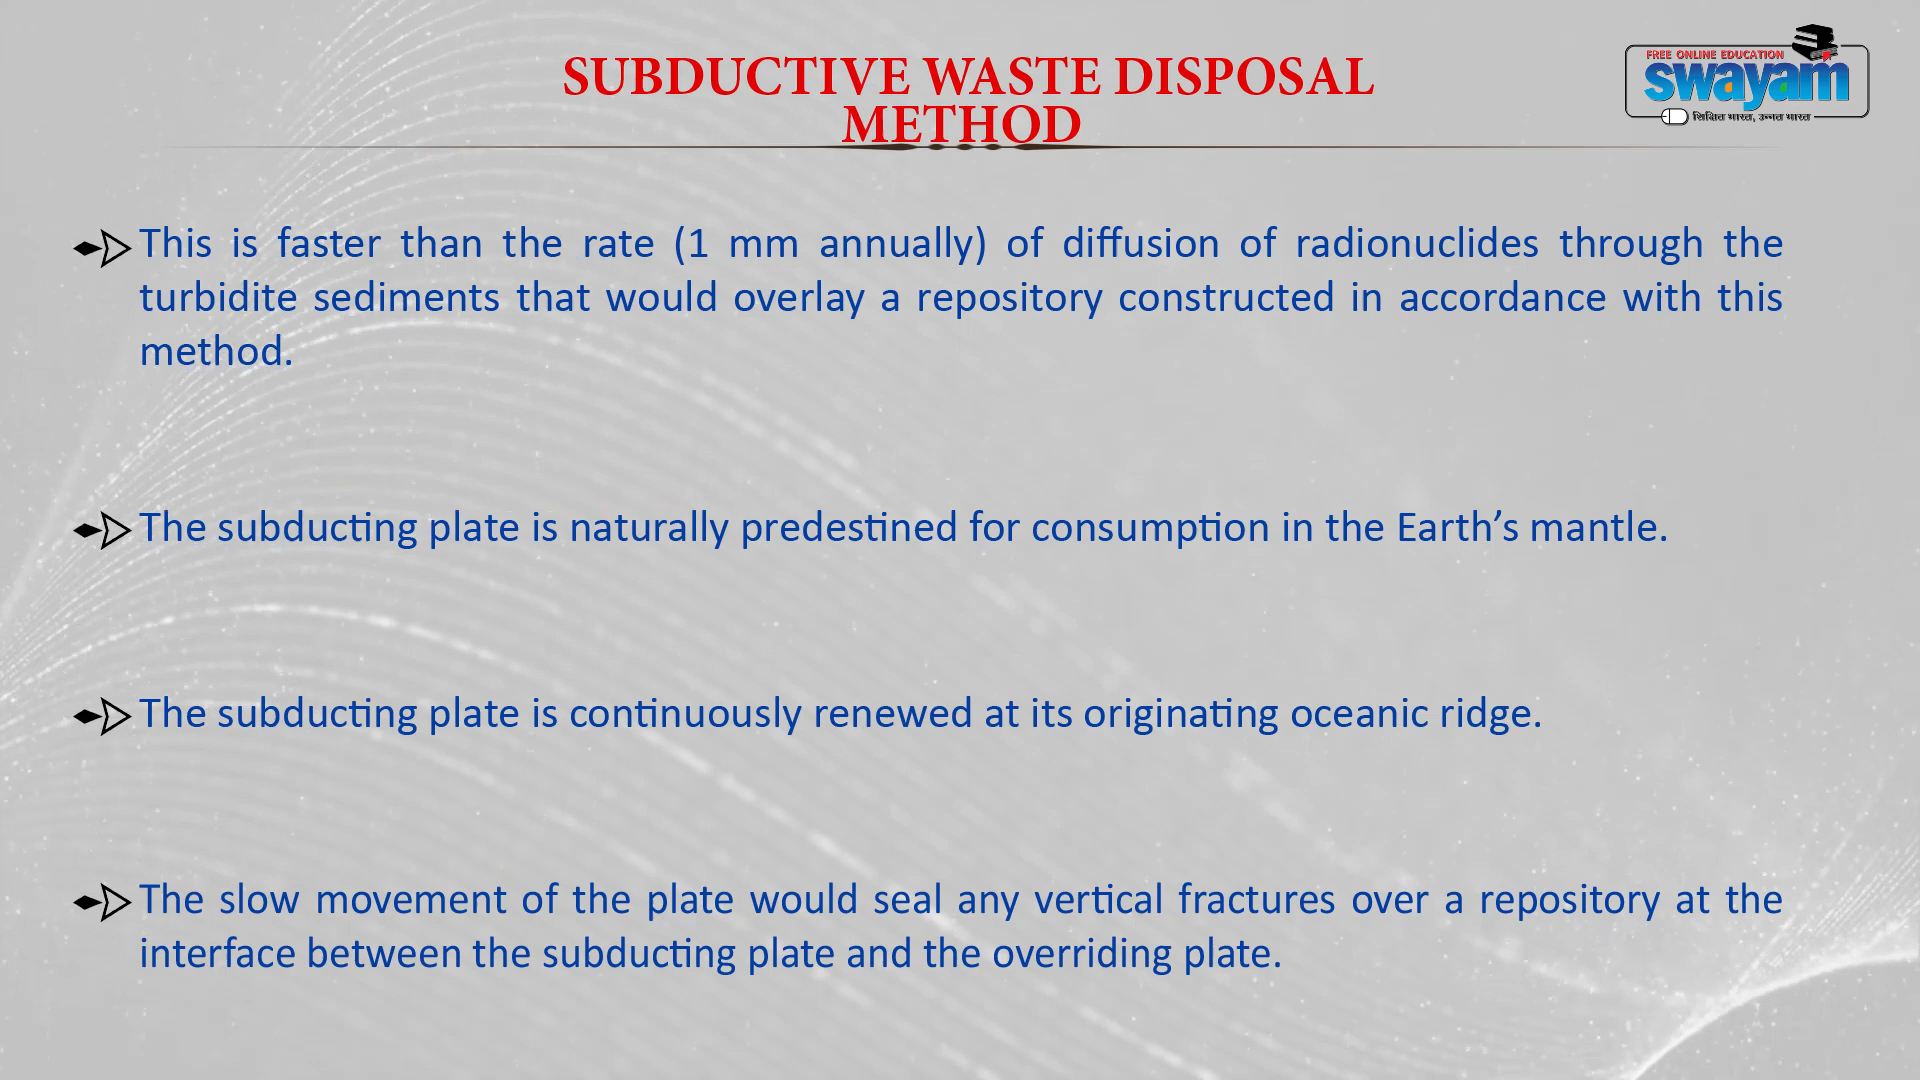 SUBDUCTIVE WASTE DISPOSAL
METHOD
FREE ONLINE EDUCATION
swayam
शिक्षित भारत, उन्नत भारत
This is faster than the rate (1 mm annually) of diffusion of radionuclides through the
turbidite sediments that would overlay a repository constructed in accordance with this
method.
The subducting plate is naturally predestined for consumption in the Earth’s mantle.
The subducting plate is continuously renewed at its originating oceanic ridge.
The slow movement of the plate would seal any vertical fractures over a repository at the
interface between the subducting plate and the overriding plate.